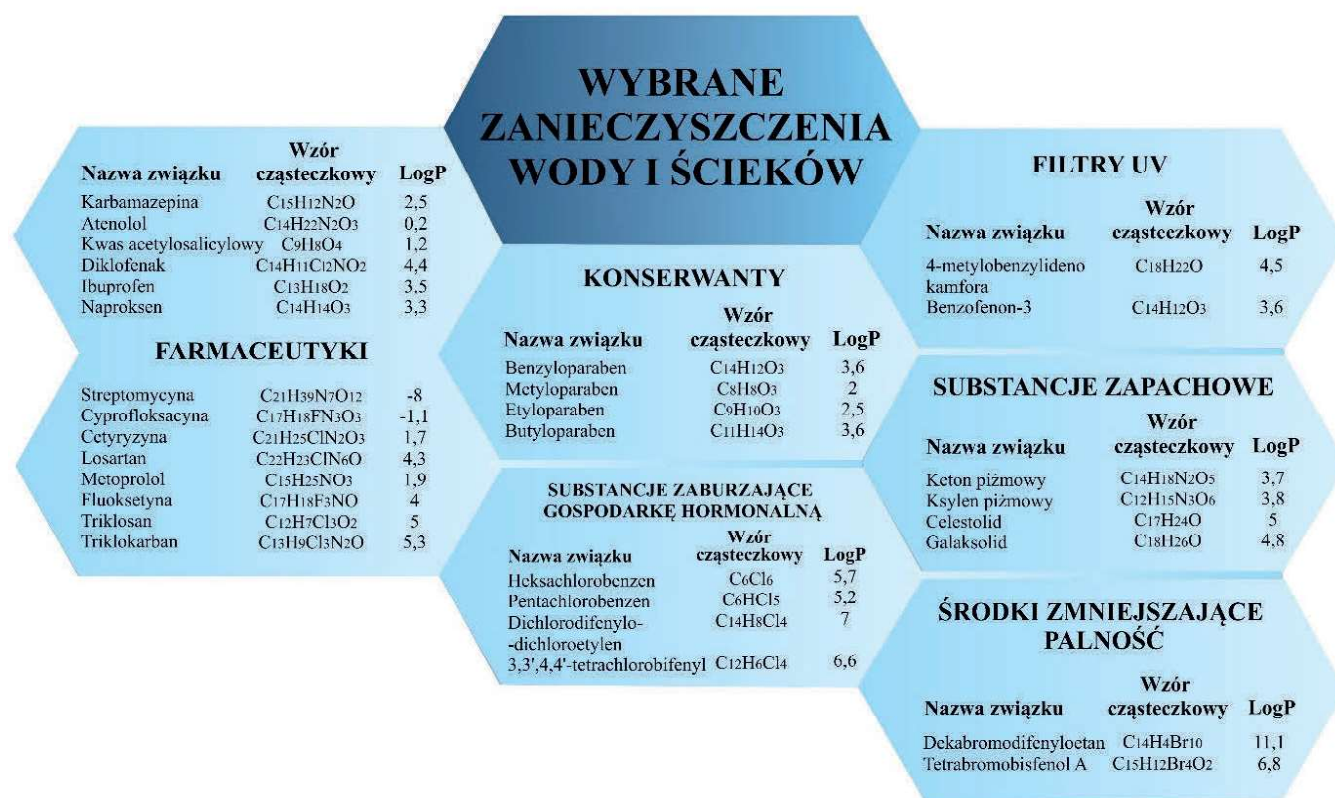 WYBRANE
ZANIECZYSZCZENIA
WODY I ŚCIEKÓW
Wzór
Nazwa związku cząsteczkowy LogP
Karbamazepina C15H12N2O 2,5
Atenolol C14H22N2O3 0,2
Kwas acetylosalicylowy C9H8O4 1,2
Diklofenak C14H11Cl2NO2 4,4
Ibuprofen C13H18O2 3,5
Naproksen C14H14O3 3,3
FARMACEUTYKI
Streptomycyna C21H39N7O12 -8
Cyprofloksacyna C17H18FN3O3 -1,1
Cetyryzyna C21H25ClN2O3 1,7
Losartan C22H23ClN6O 4,3
Metoprolol C15H25NO3 1,9
Fluoksetyna C17H18F3NO 4
Triklosan C12H7Cl3O2 5
Triklokarban C13H9Cl3N2O 5,3
KONSERWANTY
Wzór
Nazwa związku cząsteczkowy LogP
Benzyloparaben C14H12O3 3,6
Metyloparaben C8H8O3 2
Etyloparaben C9H10O3 2,5
Butyloparaben C11H14O3 3,6
SUBSTANCJE ZABURZAJĄCE
GOSPODARKĘ HORMONALNĄ
Wzór
Nazwa związku cząsteczkowy LogP
Heksachlorobenzen C6Cl6 5,7
Pentachlorobenzen C6HCl5 5,2
Dichlorodifenylo- C14H8Cl4 7
-dichloroetylen
3,3',4,4'-tetrachlorobifenyl C12H6Cl4 6,6
FILTRY UV
Wzór
Nazwa związku cząsteczkowy LogP
4-metylobenzylideno C18H22O 4,5
kamfora
Benzofenon-3 C14H12O3 3,6
SUBSTANCJE ZAPACHOWE
Wzór
Nazwa związku cząsteczkowy LogP
Keton piżmowy C14H18N2O5 3,7
Ksylen piżmowy C12H15N3O6 3,8
Celestolid C17H24O 5
Galaksolid C18H26O 4,8
ŚRODKI ZMNIEJSZAJĄCE
PALNOŚĆ
Wzór
Nazwa związku cząsteczkowy LogP
Dekabromodifenyloetan C14H4Br10 11,1
Tetrabromobisfenol A C15H12Br4O2 6,8